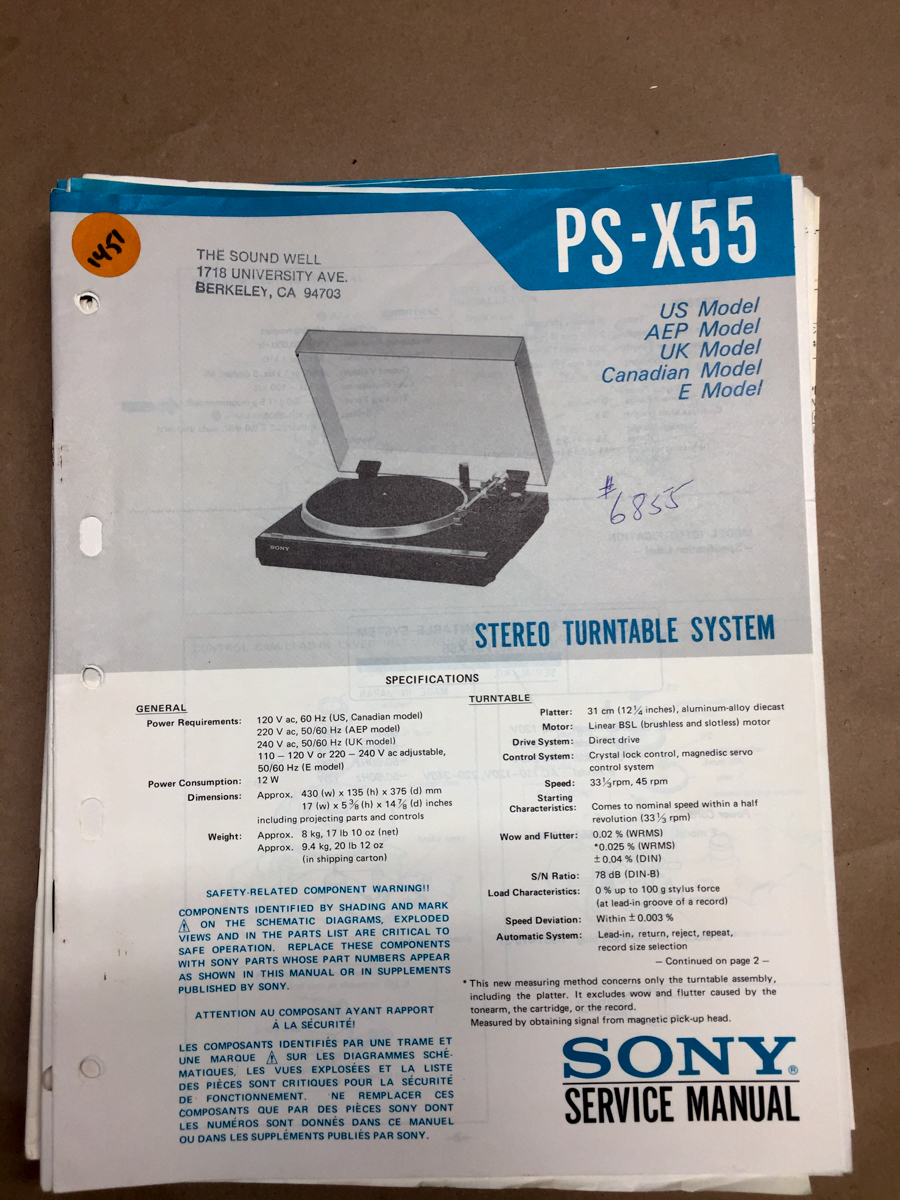 PS-X55
1457
THE SOUND WELL
1718 UNIVERSITY AVE.
BERKELEY, CA 94703
US Model
AEP Model
UK Model
Canadian Model
E Model
#
6855
SONY
STEREO TURNTABLE SYSTEM
SPECIFICATIONS
GENERAL
Power Requirements: 120 V ac, 60 Hz (US, Canadian model)
220 V ac, 50/60 Hz (AEP model)
240 V ac, 50/60 Hz (UK model)
110 – 120 V or 220 – 240 V ac adjustable,
50/60 Hz (E model)
Power Consumption: 12 W
Dimensions: Approx. 430 (w) x 135 (h) x 375 (d) mm
17 (w) x 5 ⅜ (h) x 14 ⅞ (d) inches
including projecting parts and controls
Weight: Approx. 8 kg, 17 lb 10 oz (net)
Approx. 9.4 kg, 20 lb 12 oz
(in shipping carton)
SAFETY-RELATED COMPONENT WARNING!!
COMPONENTS IDENTIFIED BY SHADING AND MARK
⚠ ON THE SCHEMATIC DIAGRAMS, EXPLODED
VIEWS AND IN THE PARTS LIST ARE CRITICAL TO
SAFE OPERATION. REPLACE THESE COMPONENTS
WITH SONY PARTS WHOSE PART NUMBERS APPEAR
AS SHOWN IN THIS MANUAL OR IN SUPPLEMENTS
PUBLISHED BY SONY.
ATTENTION AU COMPOSANT AYANT RAPPORT
À LA SÉCURITÉ!
LES COMPOSANTS IDENTIFIÉS PAR UNE TRAME ET
UNE MARQUE ⚠ SUR LES DIAGRAMMES SCHÉ-
MATIQUES, LES VUES EXPLOSÉES ET LA LISTE
DES PIÈCES SONT CRITIQUES POUR LA SÉCURITÉ
DE FONCTIONNEMENT. NE REMPLACER CES
COMPOSANTS QUE PAR DES PIÈCES SONY DONT
LES NUMÉROS SONT DONNÉS DANS CE MANUEL
OU DANS LES SUPPLÉMENTS PUBLIÉS PAR SONY.
TURNTABLE
Platter: 31 cm (12 ¼ inches), aluminum-alloy diecast
Motor: Linear BSL (brushless and slotless) motor
Drive System: Direct drive
Control System: Crystal lock control, magnedisc servo
control system
Speed: 33⅓rpm, 45 rpm
Starting
Characteristics: Comes to nominal speed within a half
revolution (33⅓ rpm)
Wow and Flutter: 0.02 % (WRMS)
*0.025 % (WRMS)
±0.04 % (DIN)
S/N Ratio: 78 dB (DIN-B)
Load Characteristics: 0 % up to 100 g stylus force
(at lead-in groove of a record)
Speed Deviation: Within ±0.003 %
Automatic System: Lead-in, return, reject, repeat,
record size selection
– Continued on page 2 –
* This new measuring method concerns only the turntable assembly,
including the platter. It excludes wow and flutter caused by the
tonearm, the cartridge, or the record.
Measured by obtaining signal from magnetic pick-up head.
SONY®
SERVICE MANUAL